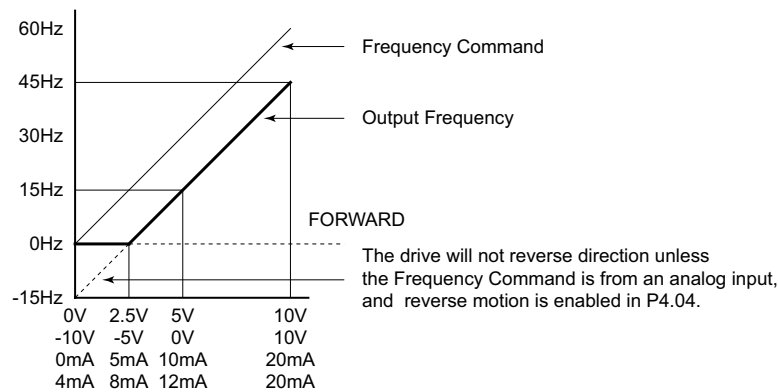 60Hz
Frequency Command
45Hz
Output Frequency
30Hz
15Hz
FORWARD
0Hz
The drive will not reverse direction unless
the Frequency Command is from an analog input,
and reverse motion is enabled in P4.04.
-15Hz
0V 2.5V 5V 10V
-10V -5V 0V 10V
0mA 5mA 10mA 20mA
4mA 8mA 12mA 20mA